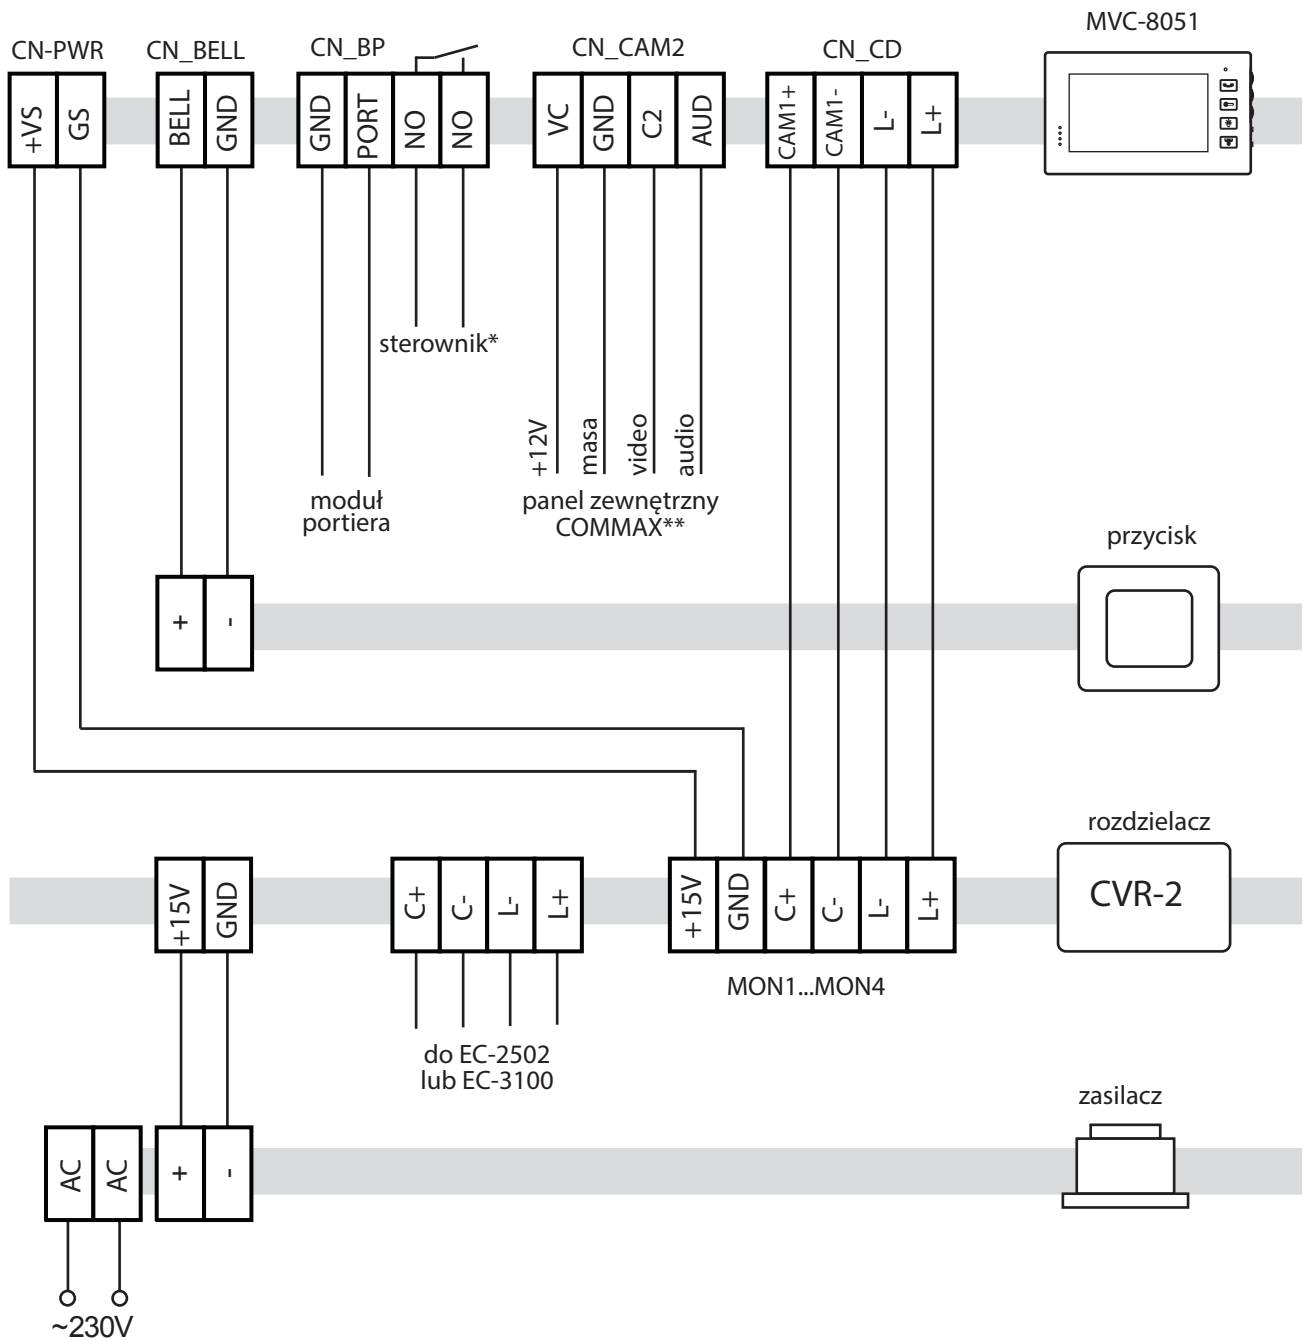 MVC-8051
CN-PWR CN_BELL CN_BP CN_CAM2 CN_CD
+VS GS BELL GND GND PORT NO NO VC GND C2 AUD CAM1+ CAM1- L- L+
sterownik*
+12V masa video audio
moduł
portiera
panel zewnętrzny
COMMAX**
przycisk
+ -
rozdzielacz
+15V GND C+ C- L- L+ +15V GND C+ C- L- L+ CVR-2
MON1...MON4
do EC-2502
lub EC-3100
zasilacz
AC AC + -
~230V